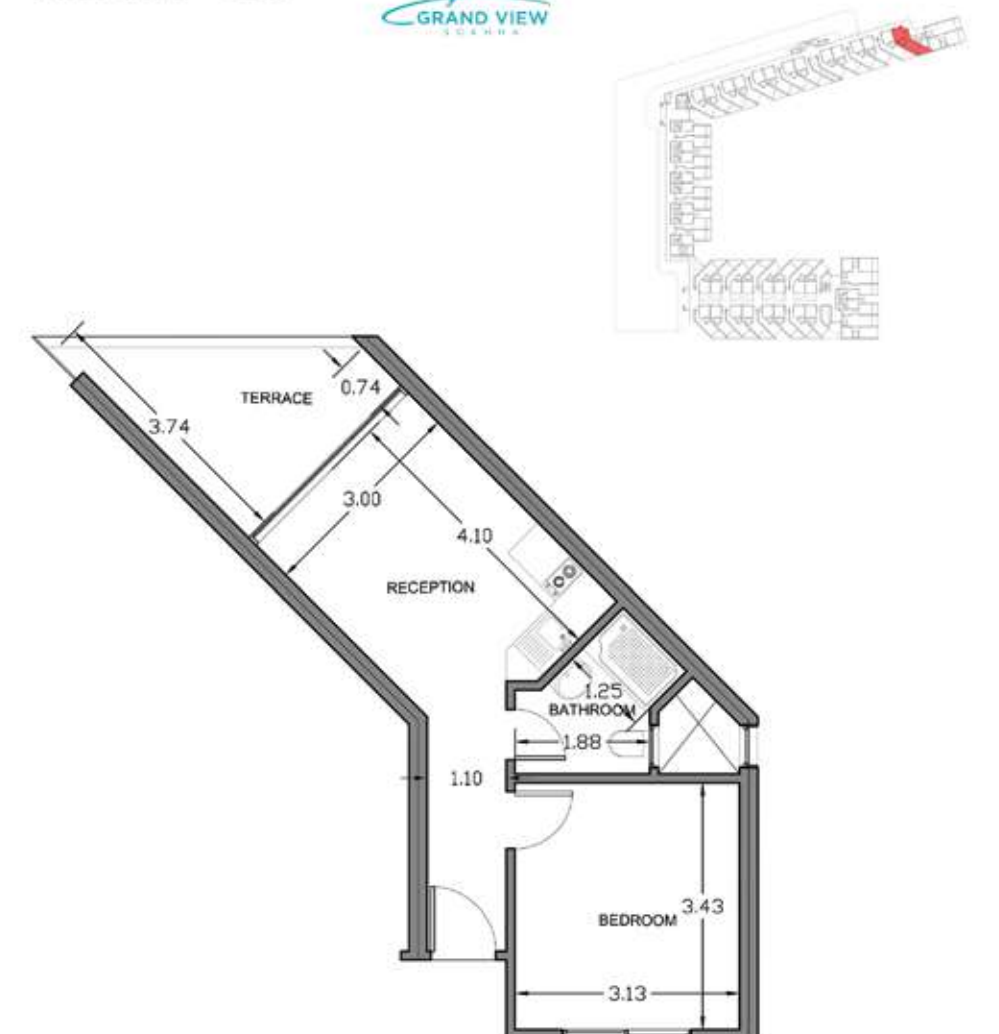 GRAND VIEW
SOKHNA
TERRACE
0.74
3.74
3.00
4.10
RECEPTION
1.25
BATHROOM
1.88
1.10
BEDROOM
3.43
3.13